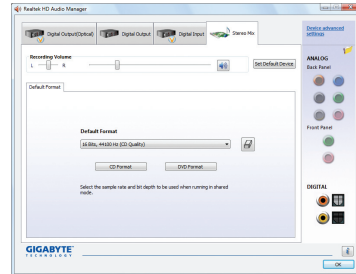 Realtek HD Audio Manager
Digital Output(Optical)
Digital Output
Digital Input
Stereo Mix
Device advanced
settings
Recording Volume
L
R
Set Default Device
ANALOG
Back Panel
Default Format
Default Format
16 Bits, 44100 Hz (CD Quality)
CD Format
DVD Format
Select the sample rate and bit depth to be used when running in shared
mode.
Front Panel
DIGITAL
GIGABYTE
TECHNOLOGY
i
OK